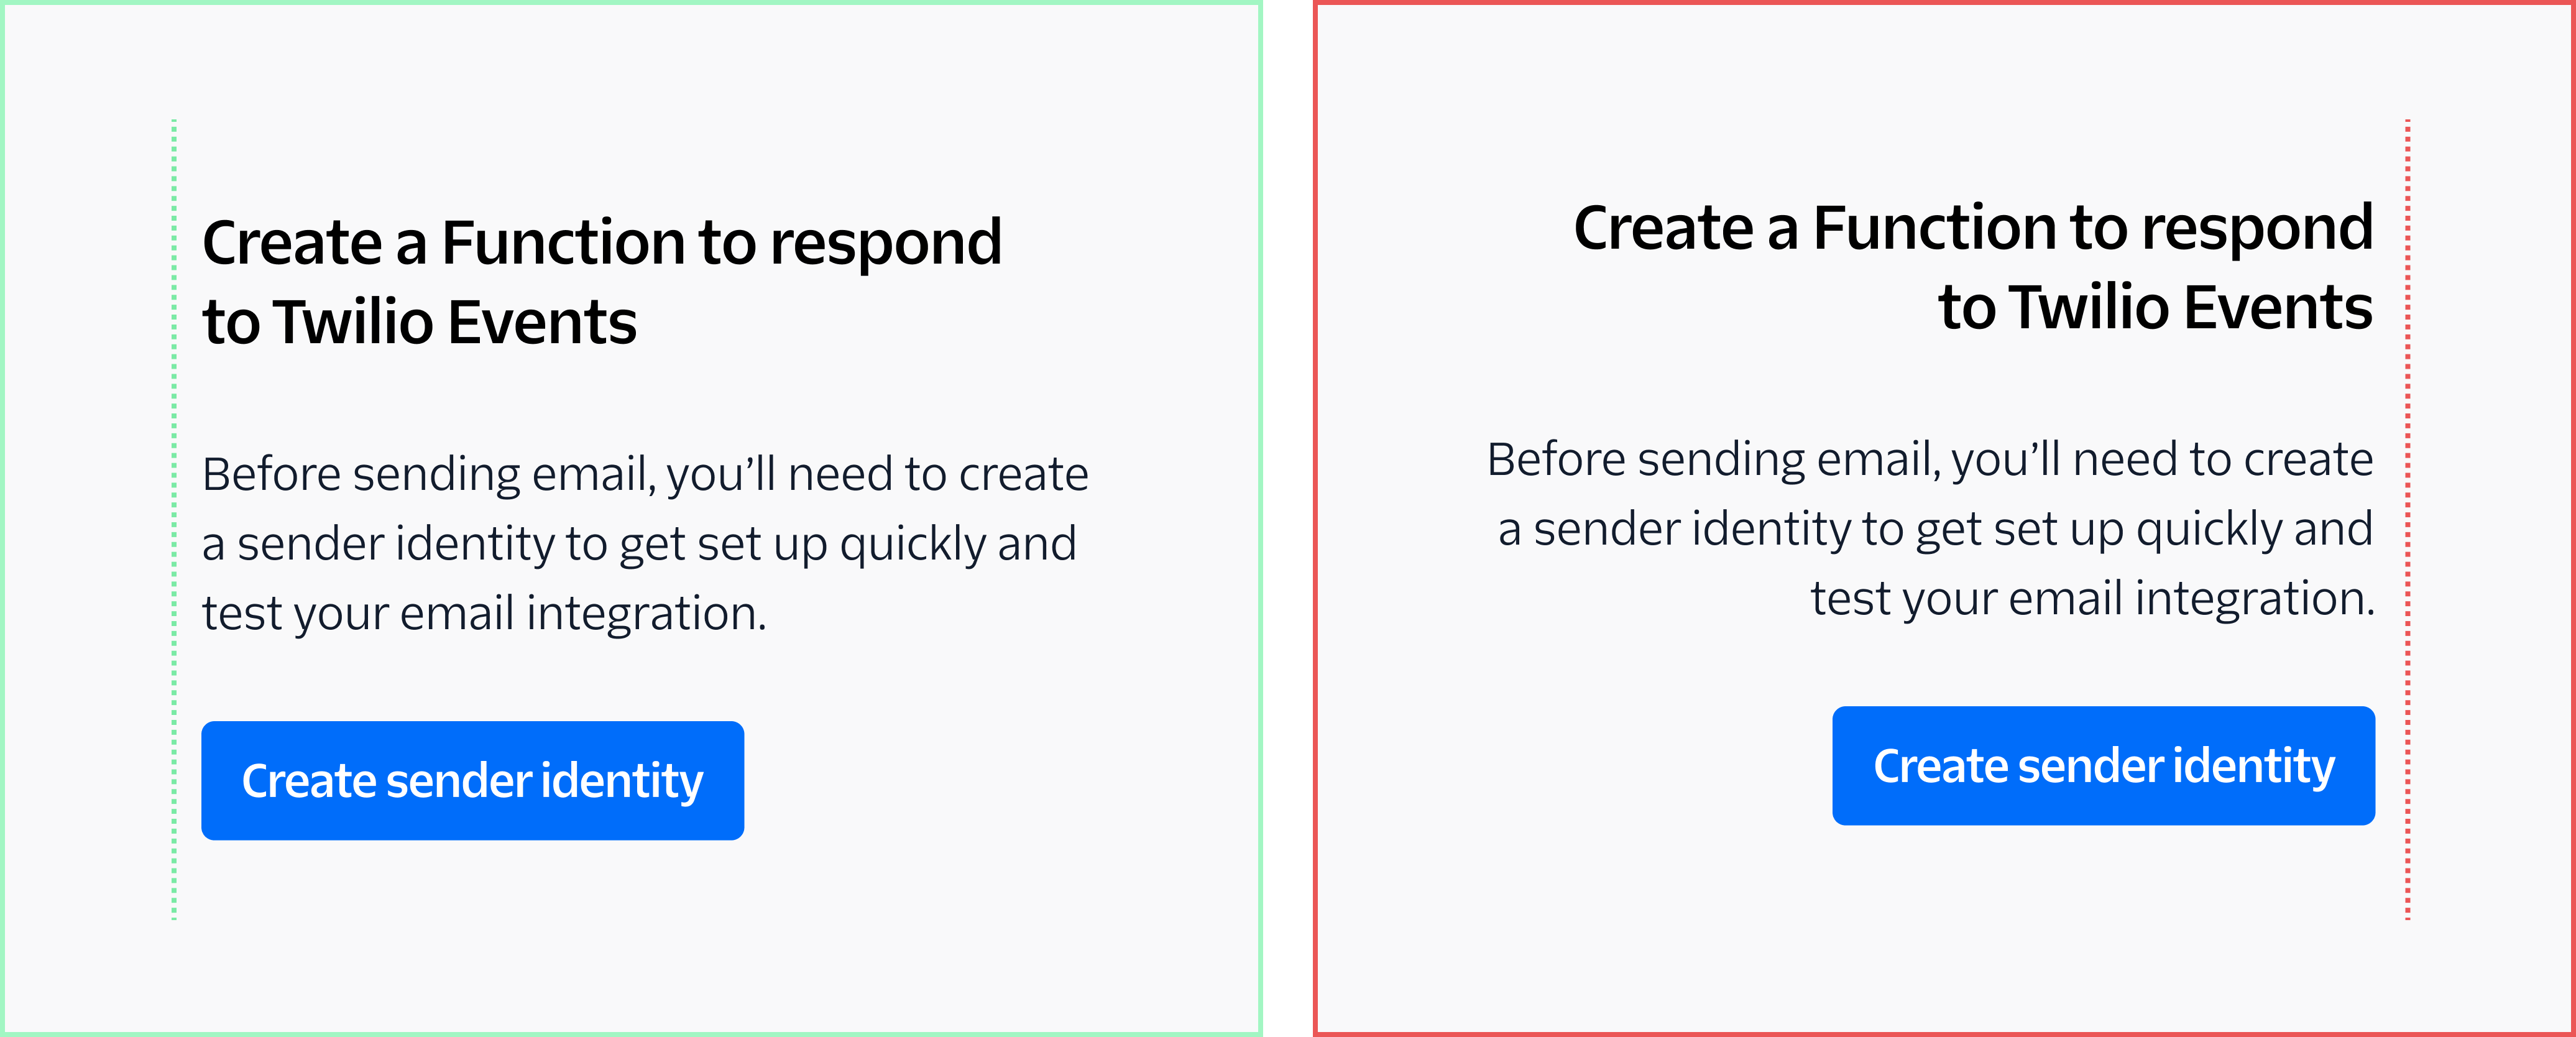 Create a Function to respond
to Twilio Events
Before sending email, you’ll need to create
a sender identity to get set up quickly and
test your email integration.
Create sender identity
Create a Function to respond
to Twilio Events
Before sending email, you’ll need to create
a sender identity to get set up quickly and
test your email integration.
Create sender identity